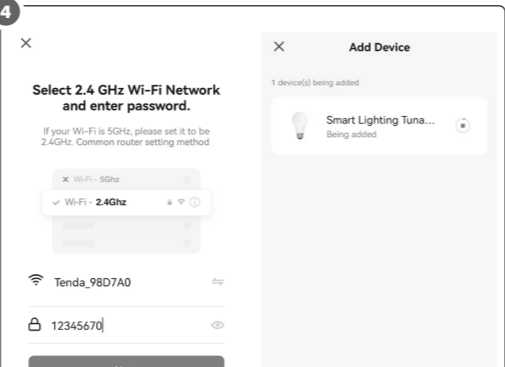 4
Select 2.4 GHz Wi-Fi Network
and enter password.
If your Wi-Fi is 5GHz, please set it to be
2.4GHz. Common router setting method
Wi-Fi - 5Ghz
Wi-Fi - 2.4Ghz
Tenda_98D7A0
12345670
Add Device
1 device(s) being added
Smart Lighting Tuna...
Being added